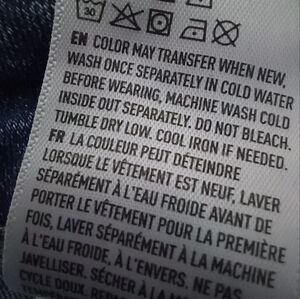 30
EN COLOR MAY TRANSFER WHEN NEW,
WASH ONCE SEPARATELY IN COLD WATER
BEFORE WEARING, MACHINE WASH COLD
INSIDE OUT SEPARATELY. DO NOT BLEACH.
TUMBLE DRY LOW. COOL IRON IF NEEDED.
FR LA COULEUR PEUT DÉTEINDRE
LORSQUE LE VÊTEMENT EST NEUF, LAVER
SÉPARÉMENT À L'EAU FROIDE AVANT DE
PORTER LE VÊTEMENT POUR LA PREMIÈRE
FOIS, LAVER SÉPARÉMENT À LA MACHINE
À L'EAU FROIDE, À L'ENVERS. NE PAS
JAVELLISER. SÉCHER À LA
CYCLE DOUX.